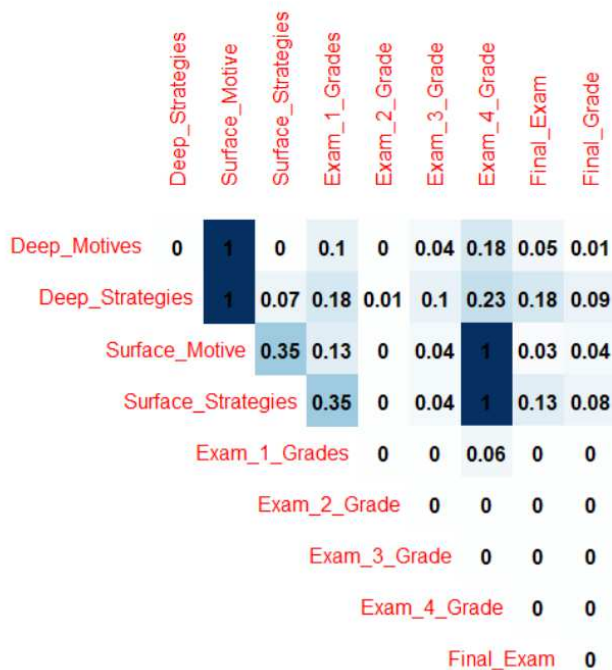 Deep_Strategies
Surface_Motive
Surface_Strategies
Exam_1_Grades
Exam_2_Grade
Exam_3_Grade
Exam_4_Grade
Final_Exam
Final_Grade
Deep_Motives 0 1 0 0.1 0 0.04 0.18 0.05 0.01
Deep_Strategies 1 0.07 0.18 0.01 0.1 0.23 0.18 0.09
Surface_Motive 0.35 0.13 0 0.04 1 0.03 0.04
Surface_Strategies 0.35 0 0.04 1 0.13 0.08
Exam_1_Grades 0 0 0.06 0 0
Exam_2_Grade 0 0 0 0
Exam_3_Grade 0 0 0
Exam_4_Grade 0 0
Final_Exam 0